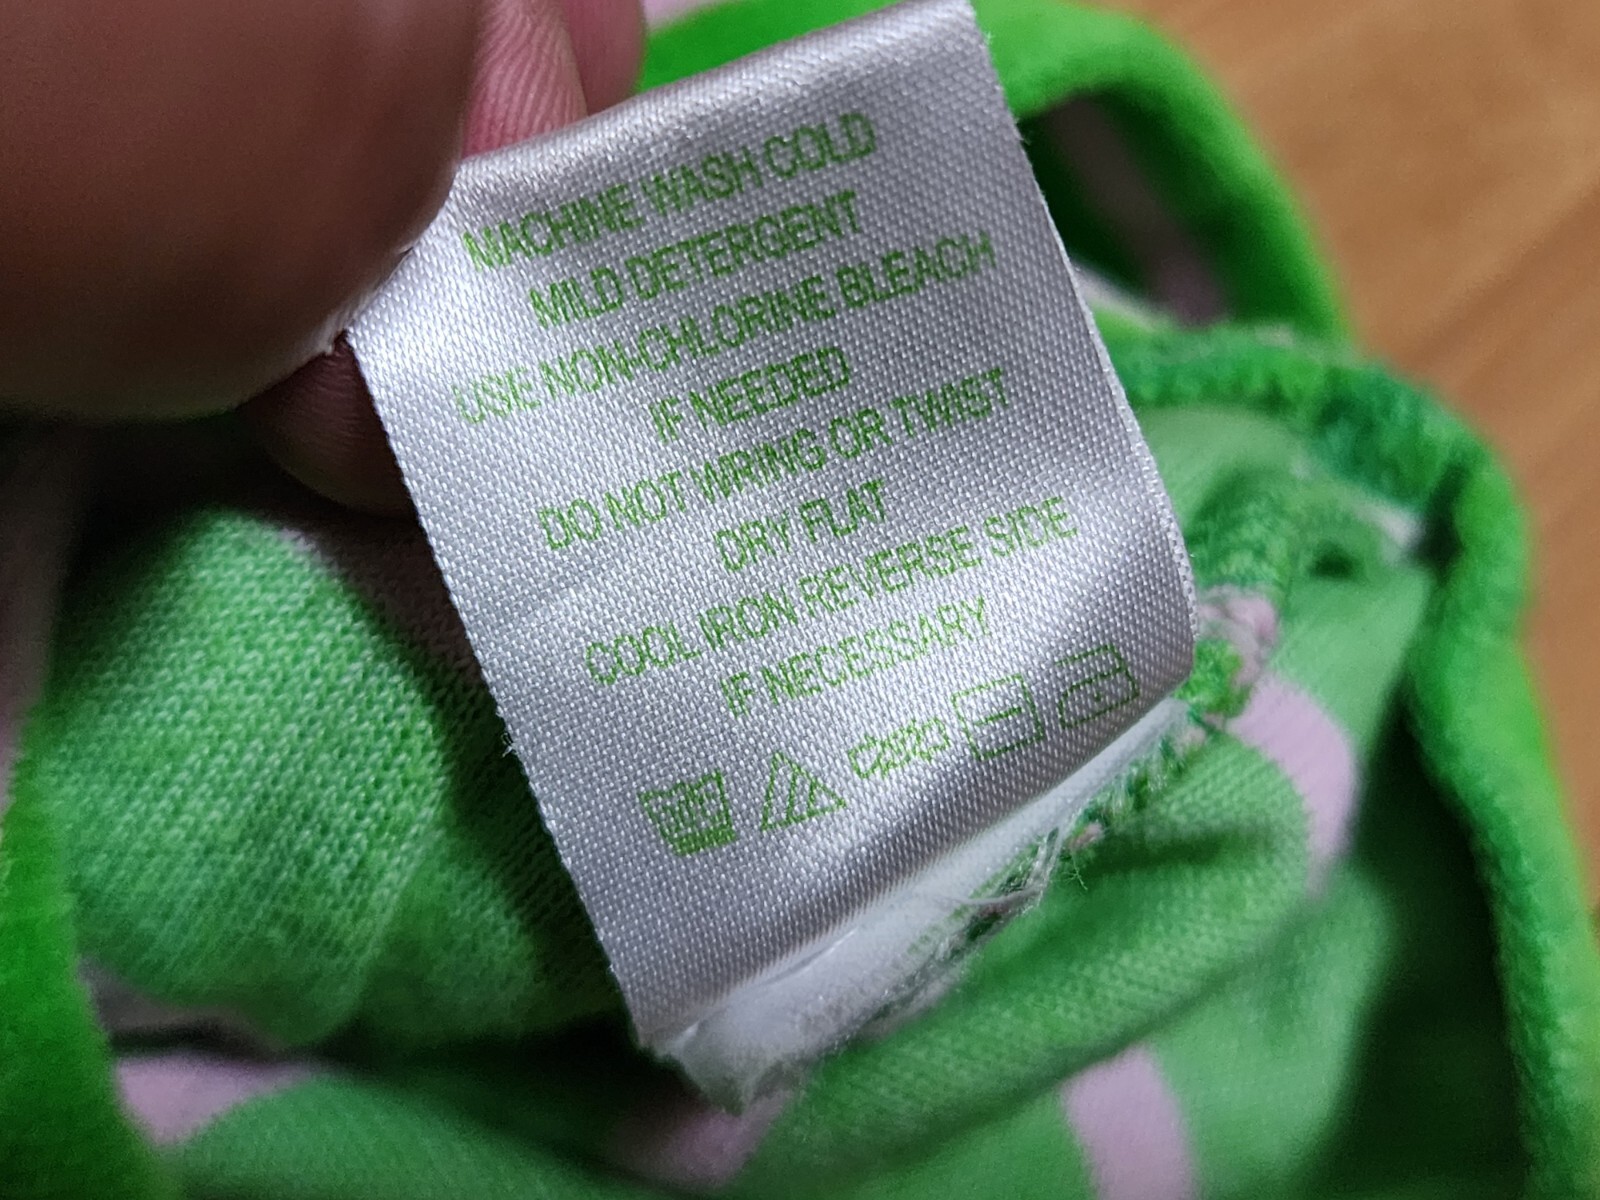 MACHINE WASH COLD
MILD DETERGENT
USE NON-CHLORINE BLEACH
IF NEEDED
DO NOT WRING OR TWIST
DRY FLAT
COOL IRON REVERSE SIDE
IF NECESSARY